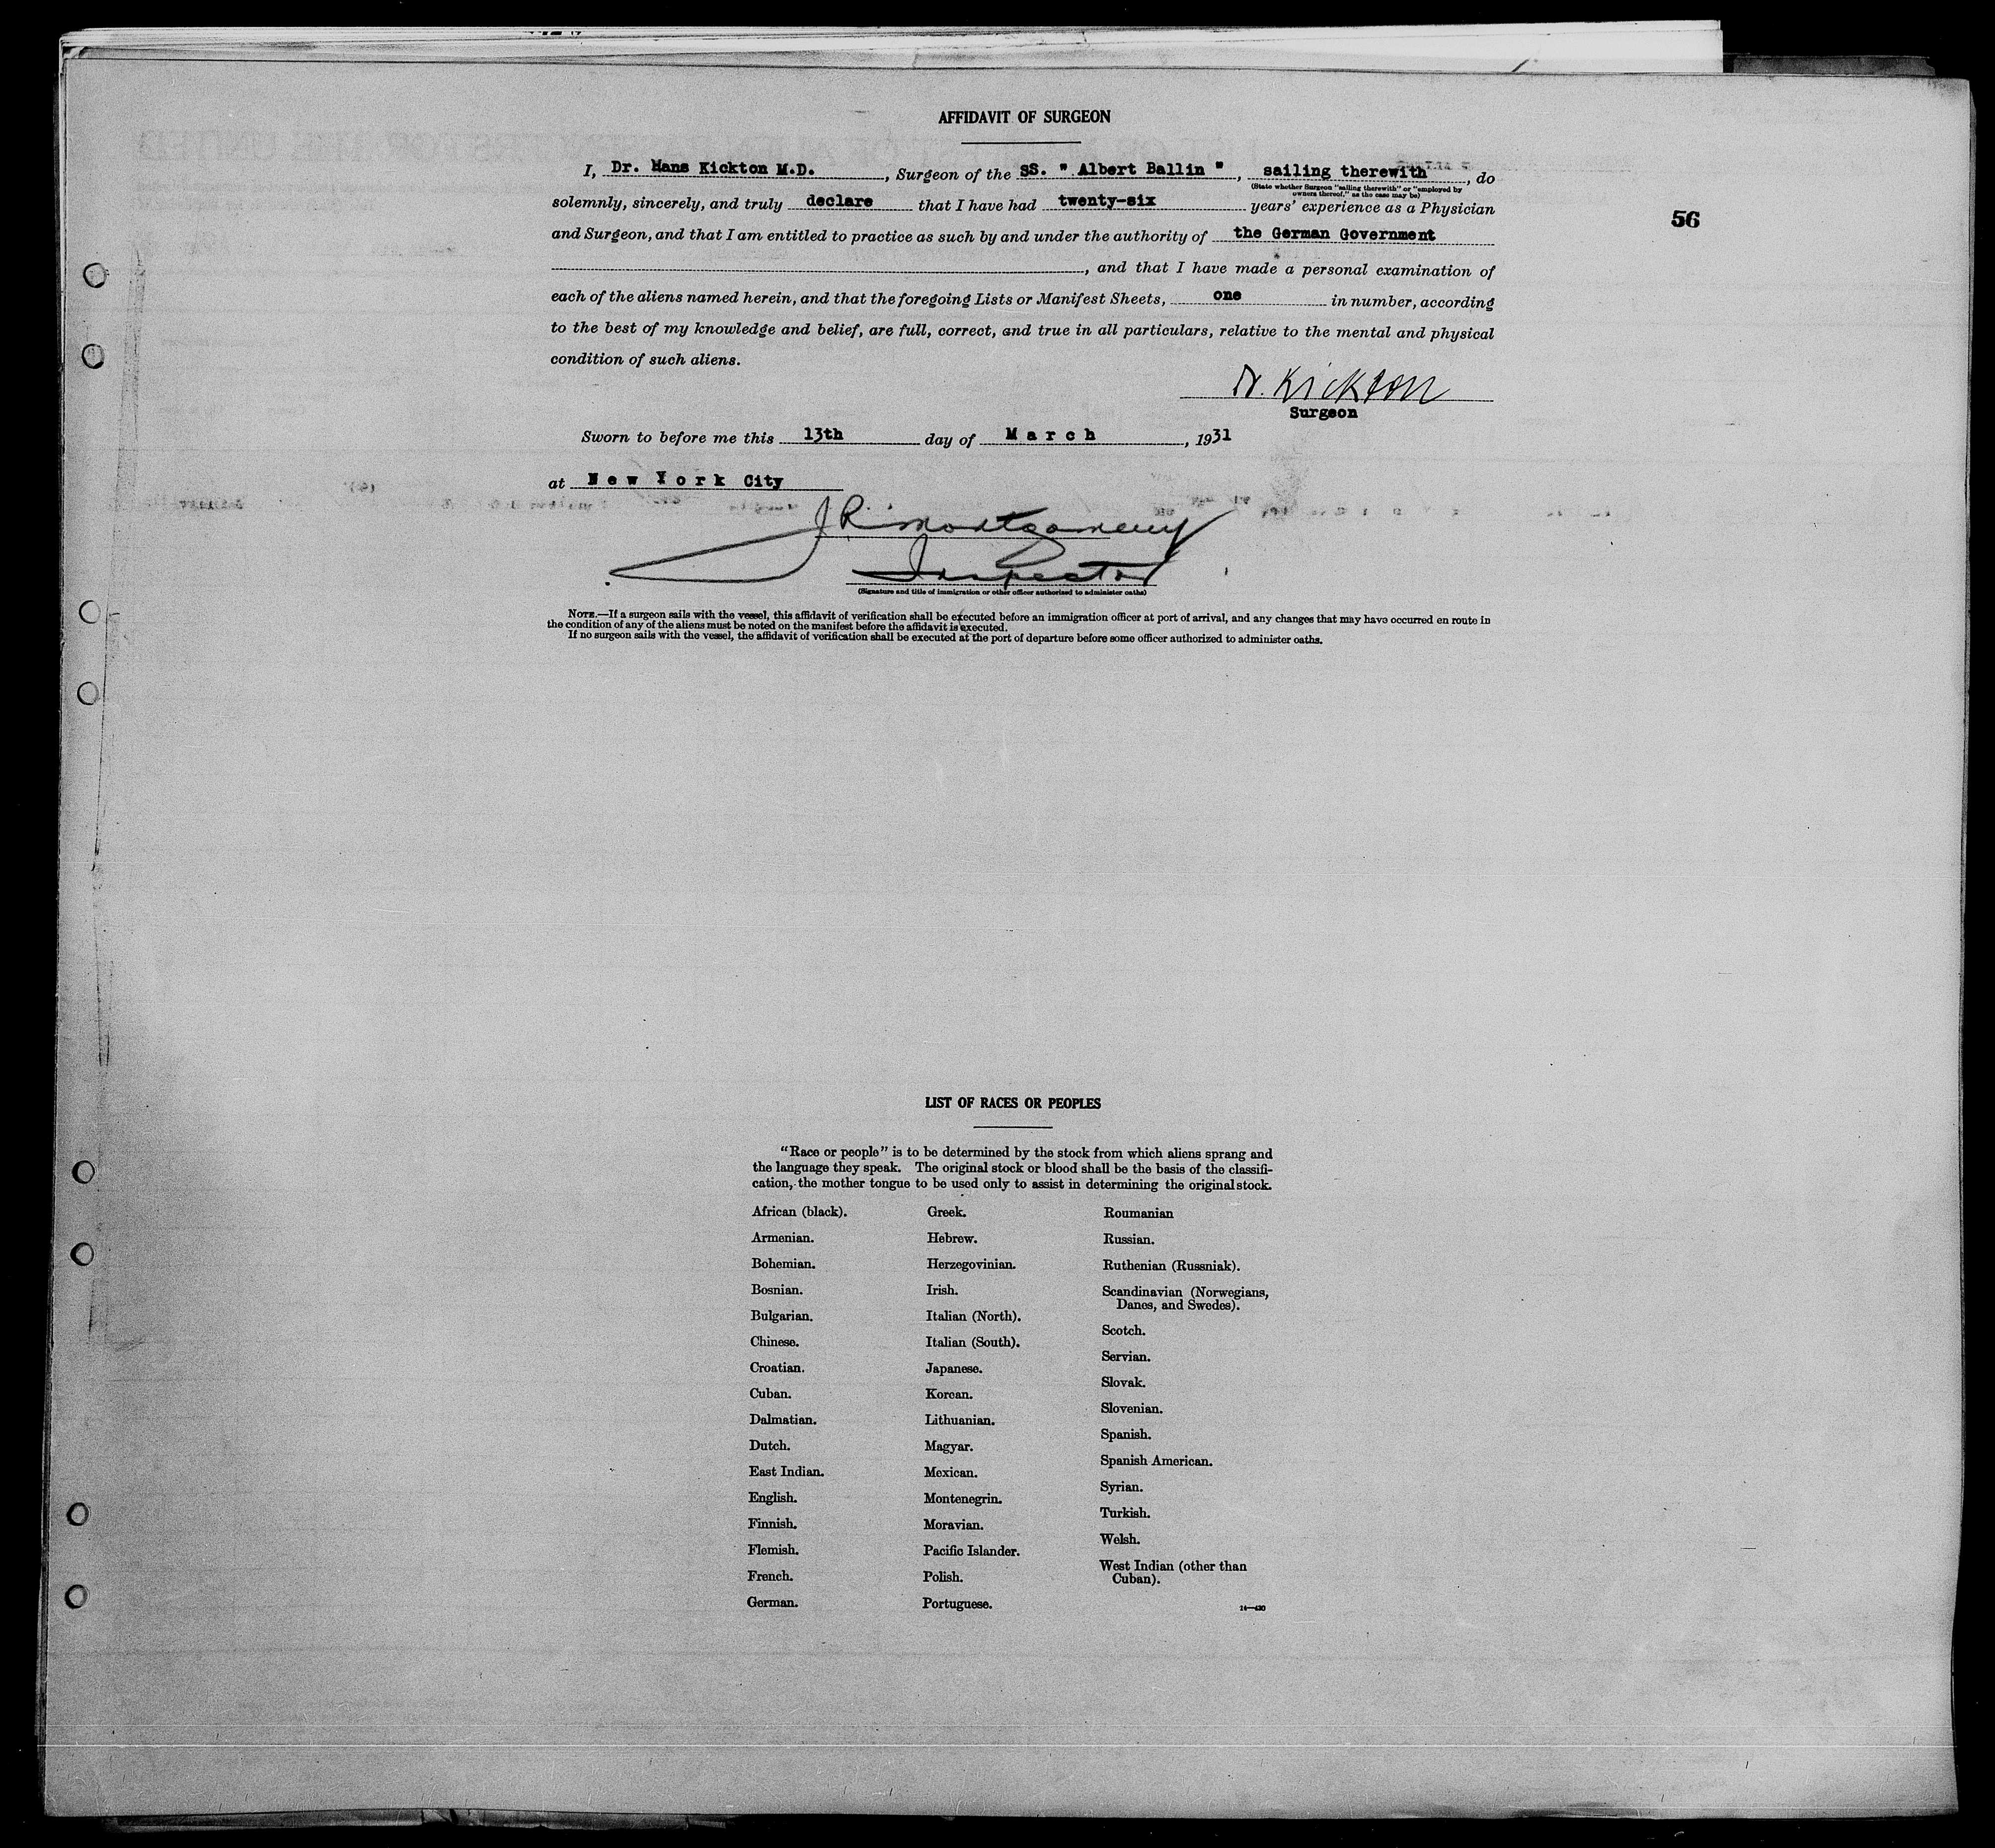 AFFIDAVIT OF SURGEON
I, Dr. Hans Kickton M.D. , Surgeon of the SS. " Albert Ballin " , sailing therewith , do
(State whether Surgeon "sailing therewith" or "employed by
owners thereof," as the case may be)
solemnly, sincerely, and truly declare that I have had twenty-six years' experience as a Physician
56
and Surgeon, and that I am entitled to practice as such by and under the authority of the German Government
, and that I have made a personal examination of
each of the aliens named herein, and that the foregoing Lists or Manifest Sheets, one in number, according
to the best of my knowledge and belief, are full, correct, and true in all particulars, relative to the mental and physical
condition of such aliens.
Dr. Kickton
Surgeon
Sworn to before me this 13th day of March , 1931
at New York City
J R Montgomery
Inspector
(Signature and title of immigration or other officer authorized to administer oaths)
NOTE.—If a surgeon sails with the vessel, this affidavit of verification shall be executed before an immigration officer at port of arrival, and any changes that may have occurred en route in
the condition of any of the aliens must be noted on the manifest before the affidavit is executed.
If no surgeon sails with the vessel, the affidavit of verification shall be executed at the port of departure before some officer authorized to administer oaths.
LIST OF RACES OR PEOPLES
"Race or people" is to be determined by the stock from which aliens sprang and
the language they speak. The original stock or blood shall be the basis of the classifi-
cation, the mother tongue to be used only to assist in determining the original stock.
African (black).
Armenian.
Bohemian.
Bosnian.
Bulgarian.
Chinese.
Croatian.
Cuban.
Dalmatian.
Dutch.
East Indian.
English.
Finnish.
Flemish.
French.
German.
Greek.
Hebrew.
Herzegovinian.
Irish.
Italian (North).
Italian (South).
Japanese.
Korean.
Lithuanian.
Magyar.
Mexican.
Montenegrin.
Moravian.
Pacific Islander.
Polish.
Portuguese.
Roumanian
Russian.
Ruthenian (Russniak).
Scandinavian (Norwegians,
Danes, and Swedes).
Scotch.
Servian.
Slovak.
Slovenian.
Spanish.
Spanish American.
Syrian.
Turkish.
Welsh.
West Indian (other than
Cuban).
14—430